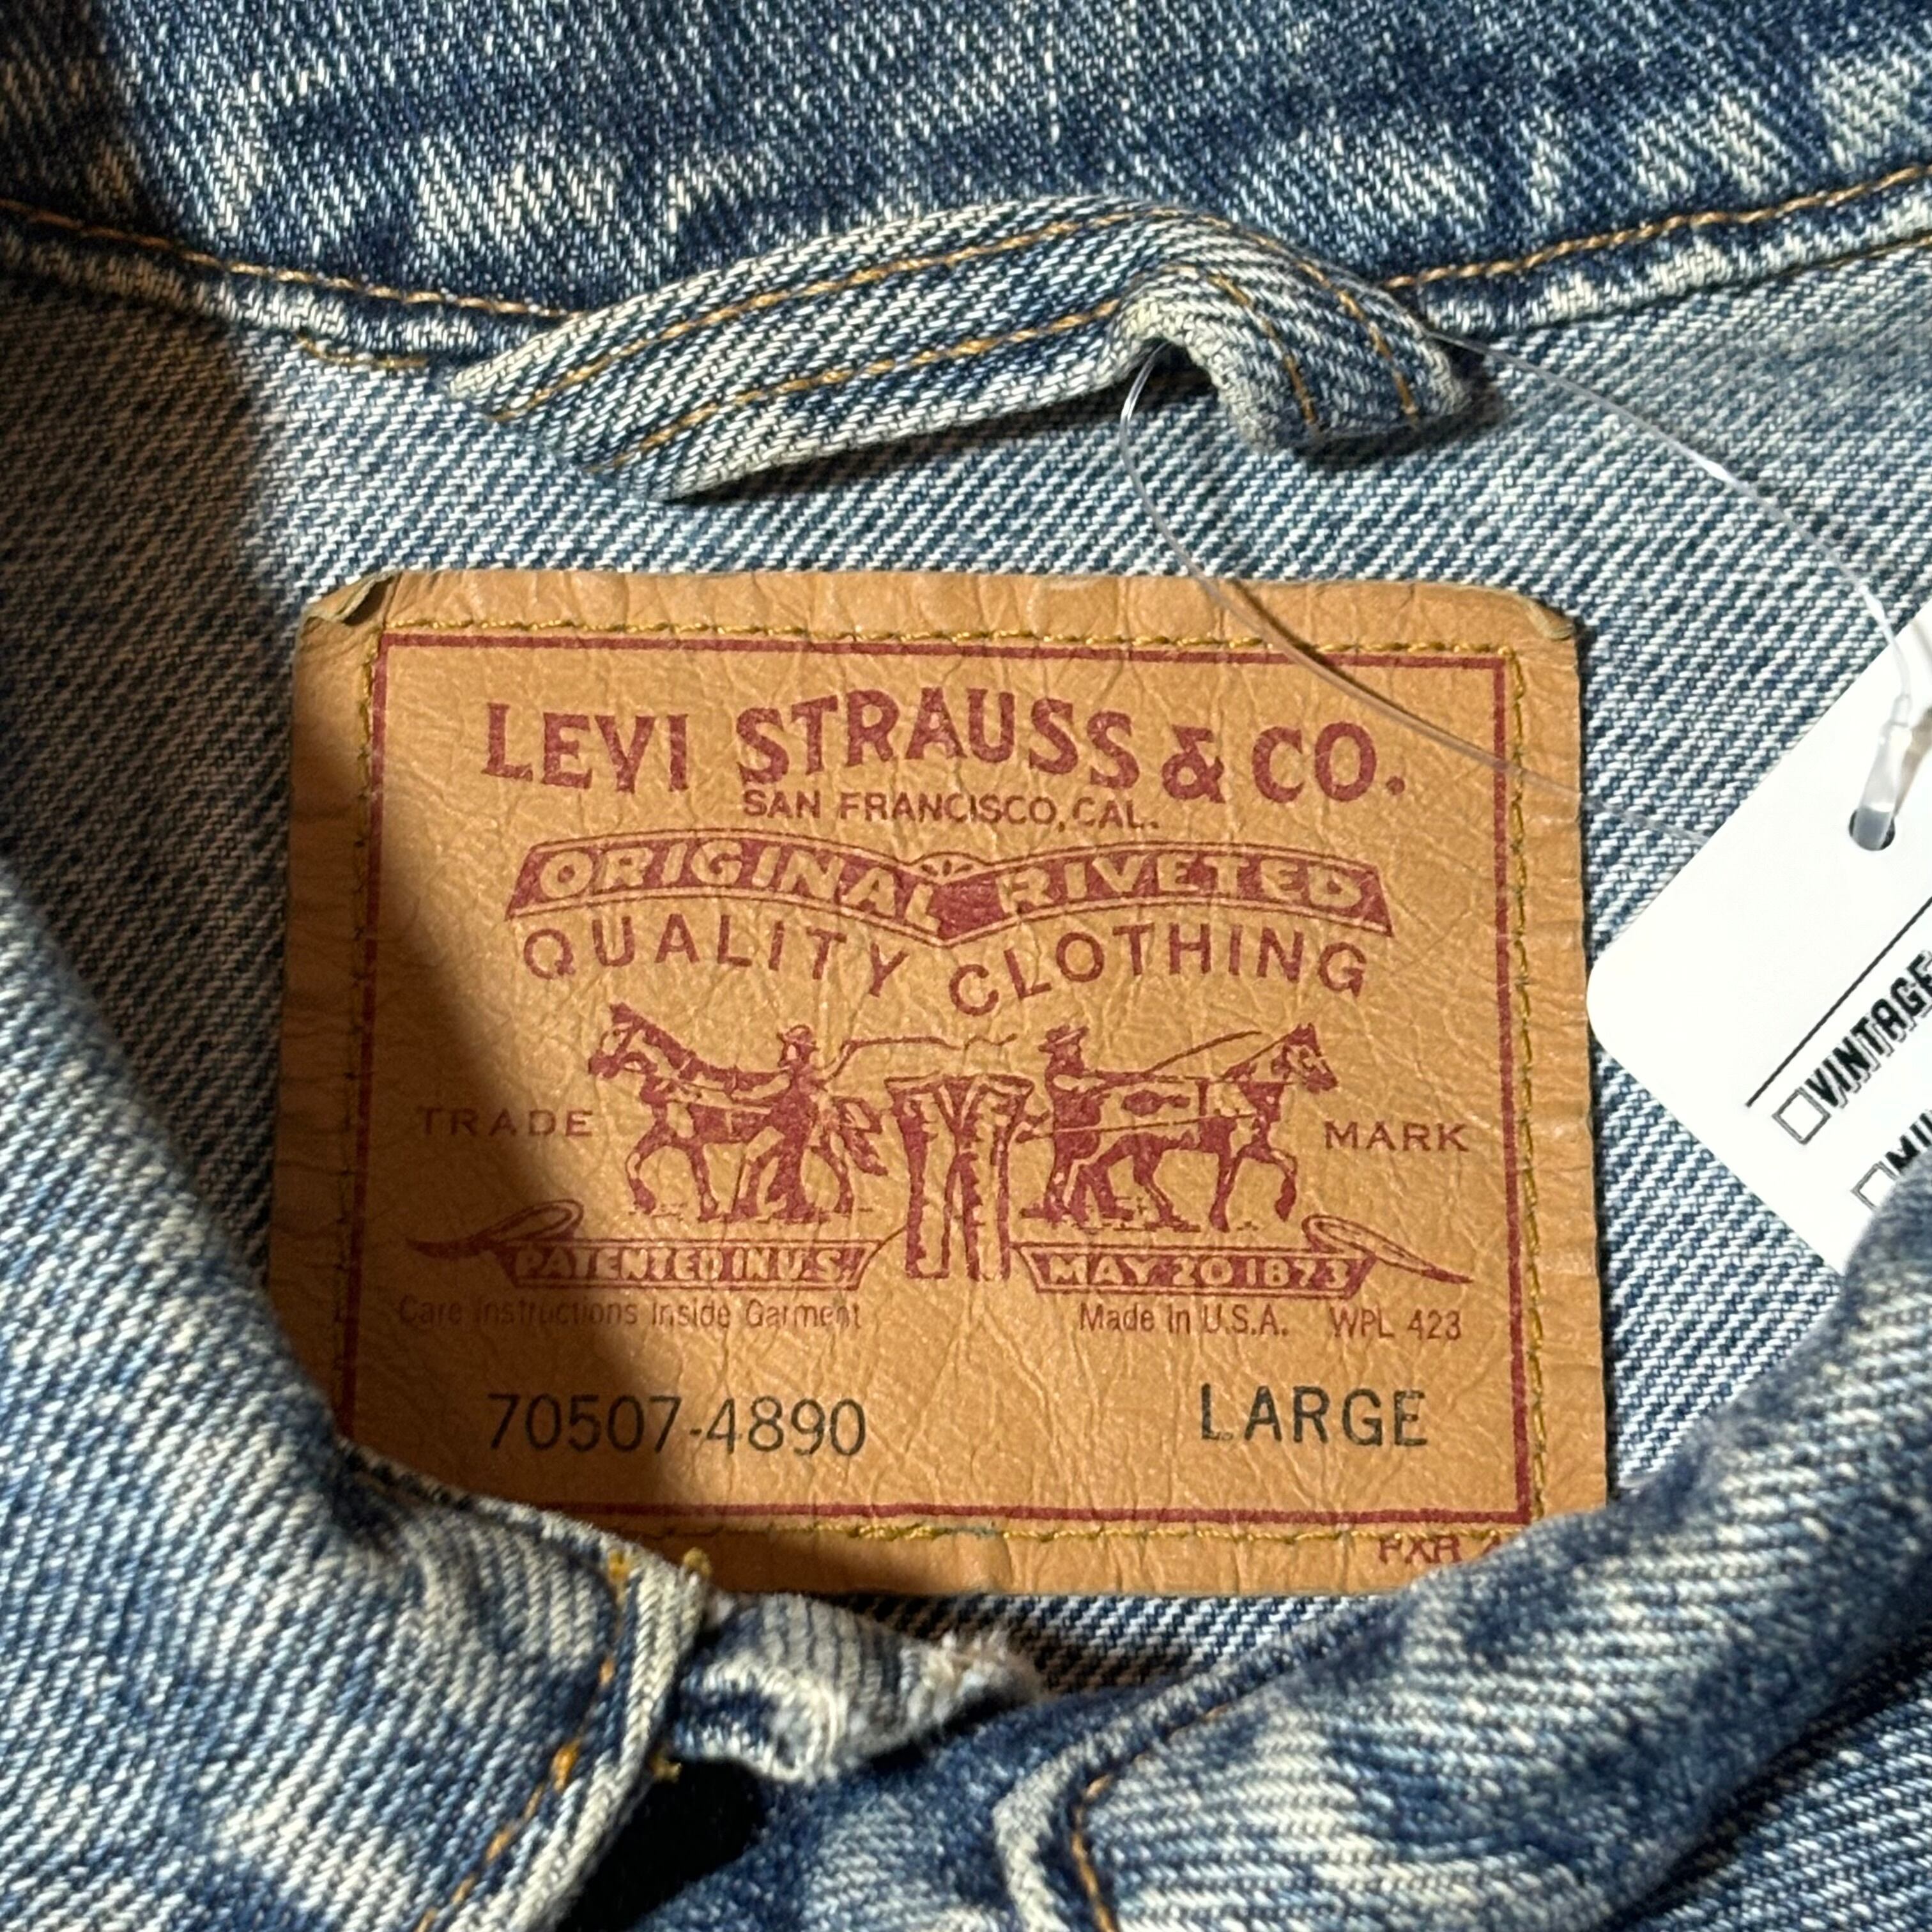 LEVI STRAUSS & CO.
SAN FRANCISCO, CAL.
ORIGINAL RIVETED
QUALITY CLOTHING
TRADE MARK
PATENTED IN U.S. MAY 20 1873
Care Instructions Inside Garment Made in U.S.A. WPL 423
70507-4890 LARGE
PXR
VINTAGE